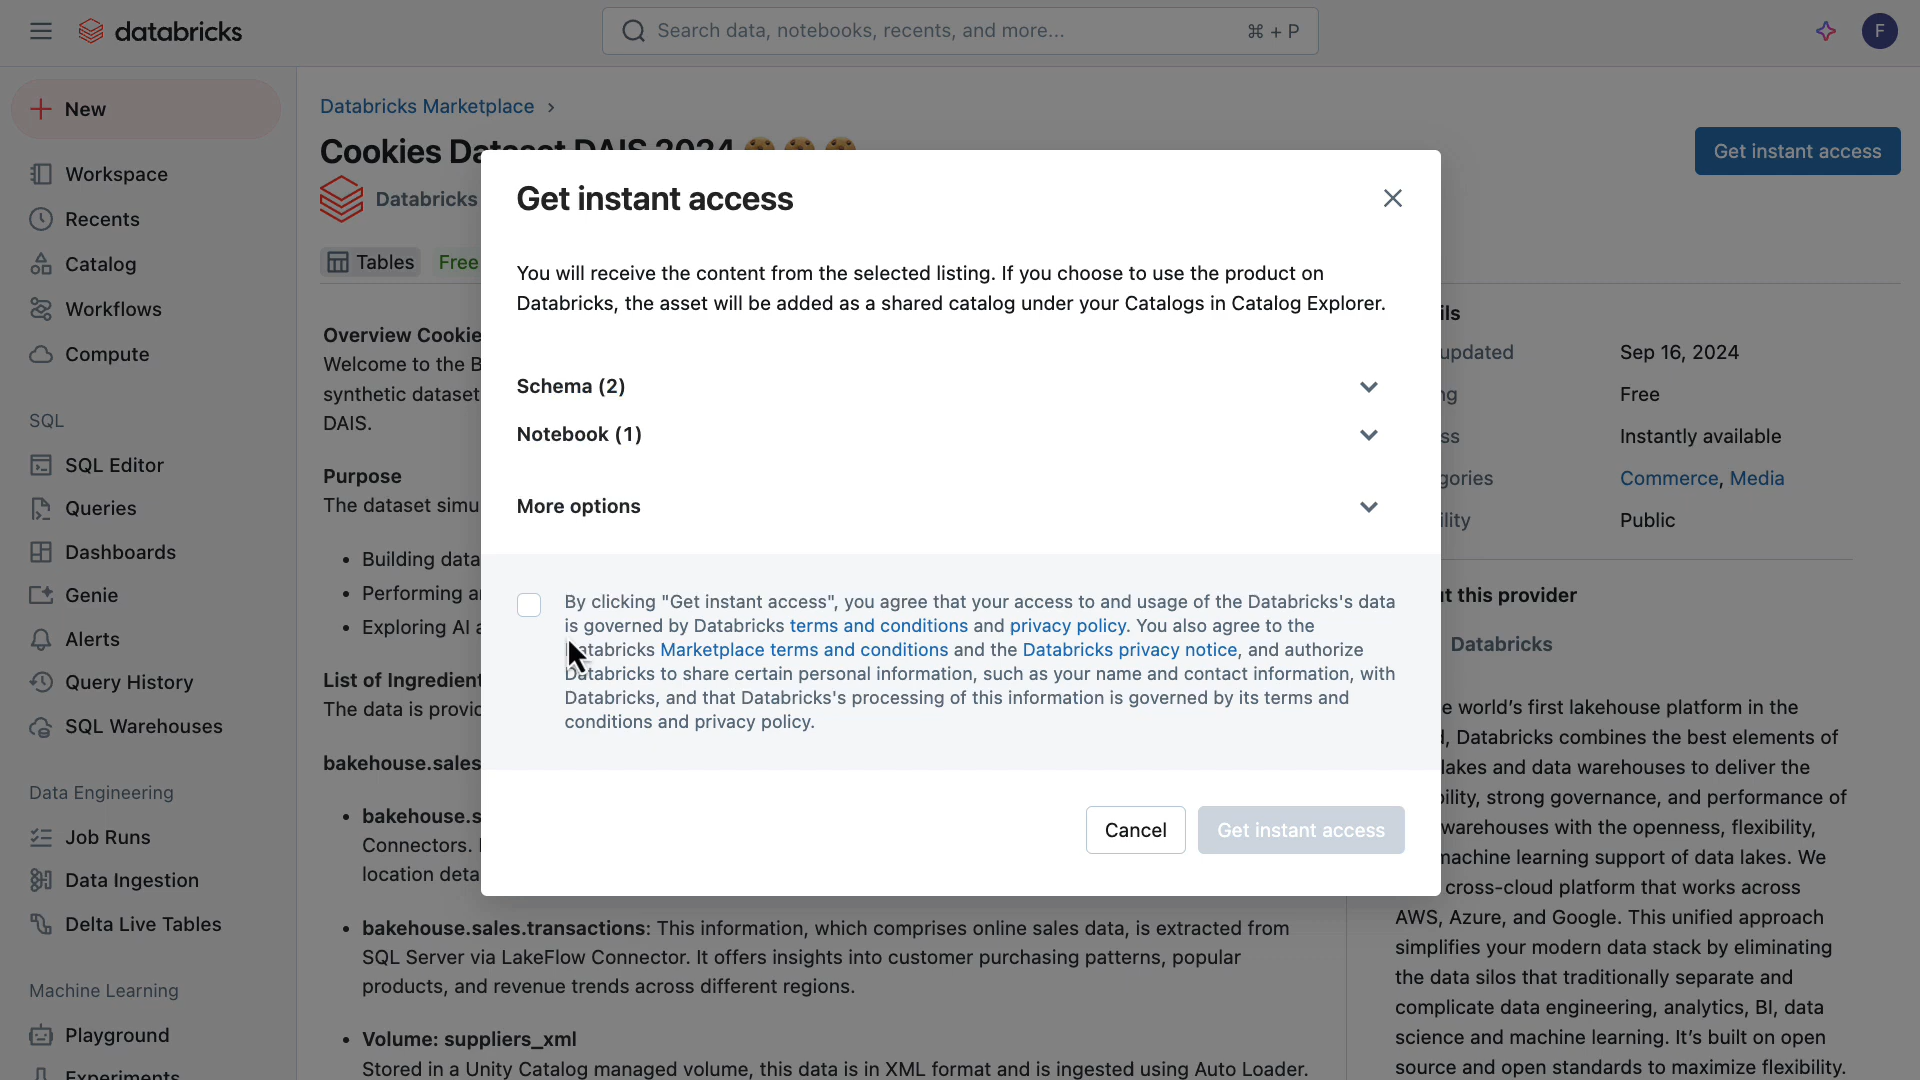 databricks
Search data, notebooks, recents, and more...
⌘ + P
F
New
Workspace
Recents
Catalog
Workflows
Compute
SQL
SQL Editor
Queries
Dashboards
Genie
Alerts
Query History
SQL Warehouses
Data Engineering
Job Runs
Data Ingestion
Delta Live Tables
Machine Learning
Playground
Experiments
Databricks Marketplace ›
Cookies Dataset DAIS 2024 🍪 🍪 🍪
Databricks
Get instant access
Tables
Free
Overview Cookie
Welcome to the B
synthetic dataset
DAIS.
Purpose
The dataset simu
• Building data
• Performing a
• Exploring AI a
List of Ingredient
The data is provid
bakehouse.sales
• bakehouse.s
Connectors.
location deta
• bakehouse.sales.transactions: This information, which comprises online sales data, is extracted from
SQL Server via LakeFlow Connector. It offers insights into customer purchasing patterns, popular
products, and revenue trends across different regions.
• Volume: suppliers_xml
Stored in a Unity Catalog managed volume, this data is in XML format and is ingested using Auto Loader.
Get instant access
You will receive the content from the selected listing. If you choose to use the product on
Databricks, the asset will be added as a shared catalog under your Catalogs in Catalog Explorer.
Schema (2)
Notebook (1)
More options
By clicking "Get instant access", you agree that your access to and usage of the Databricks's data
is governed by Databricks terms and conditions and privacy policy. You also agree to the
Databricks Marketplace terms and conditions and the Databricks privacy notice, and authorize
Databricks to share certain personal information, such as your name and contact information, with
Databricks, and that Databricks's processing of this information is governed by its terms and
conditions and privacy policy.
Cancel
Get instant access
ils
updated Sep 16, 2024
ng Free
ss Instantly available
gories Commerce, Media
ility Public
t this provider
Databricks
e world's first lakehouse platform in the
, Databricks combines the best elements of
lakes and data warehouses to deliver the
ility, strong governance, and performance of
warehouses with the openness, flexibility,
machine learning support of data lakes. We
cross-cloud platform that works across
AWS, Azure, and Google. This unified approach
simplifies your modern data stack by eliminating
the data silos that traditionally separate and
complicate data engineering, analytics, BI, data
science and machine learning. It's built on open
source and open standards to maximize flexibility.